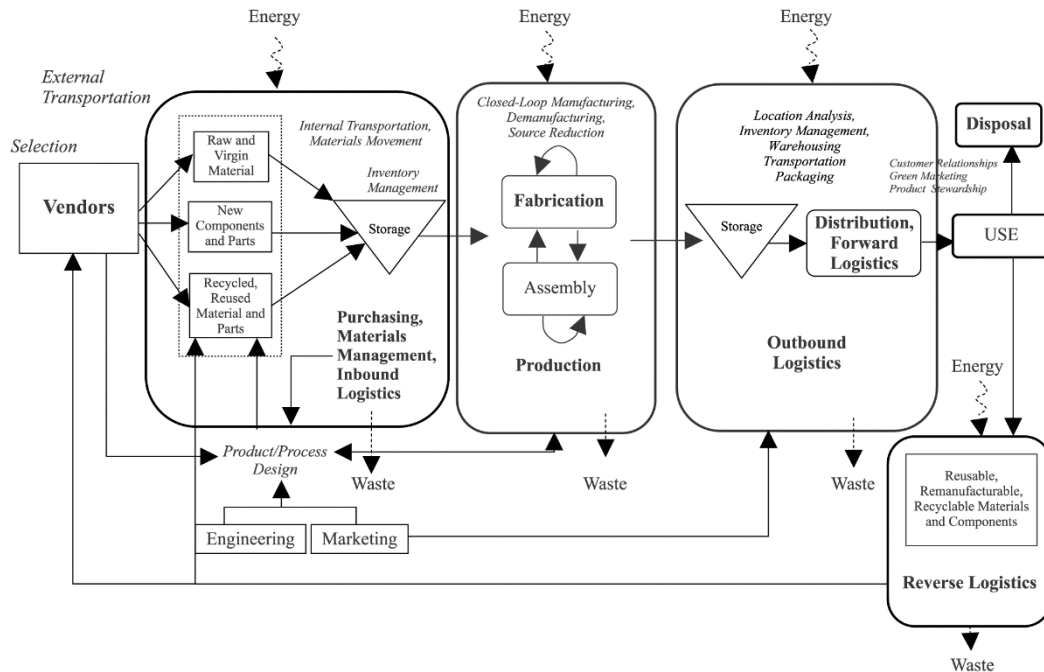 Energy
Energy
Energy
External
Transportation
Selection
Vendors
Raw and
Virgin
Material
New
Components
and Parts
Recycled,
Reused
Material and
Parts
Internal Transportation,
Materials Movement
Inventory
Management
Storage
Purchasing,
Materials
Management,
Inbound
Logistics
Closed-Loop Manufacturing,
Demanufacturing,
Source Reduction
Fabrication
Assembly
Production
Location Analysis,
Inventory Management,
Warehousing
Transportation
Packaging
Storage
Distribution,
Forward
Logistics
Outbound
Logistics
Customer Relationships
Green Marketing
Product Stewardship
Disposal
USE
Energy
Product/Process
Design
Waste
Waste
Waste
Engineering
Marketing
Reusable,
Remanufacturable,
Recyclable Materials
and Components
Reverse Logistics
Waste